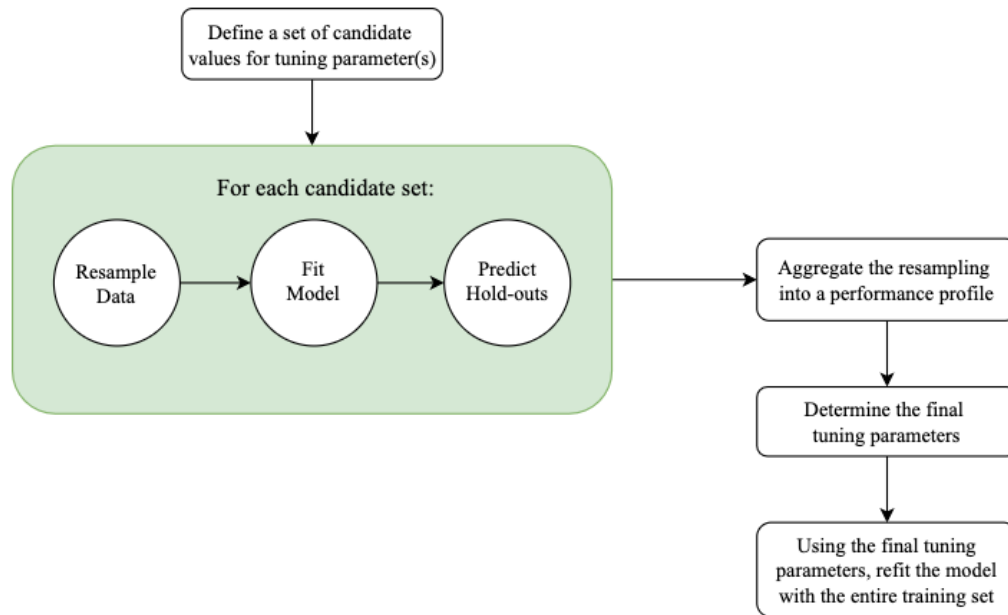 Define a set of candidate
values for tuning parameter(s)
For each candidate set:
Resample
Data
Fit
Model
Predict
Hold-outs
Aggregate the resampling
into a performance profile
Determine the final
tuning parameters
Using the final tuning
parameters, refit the model
with the entire training set